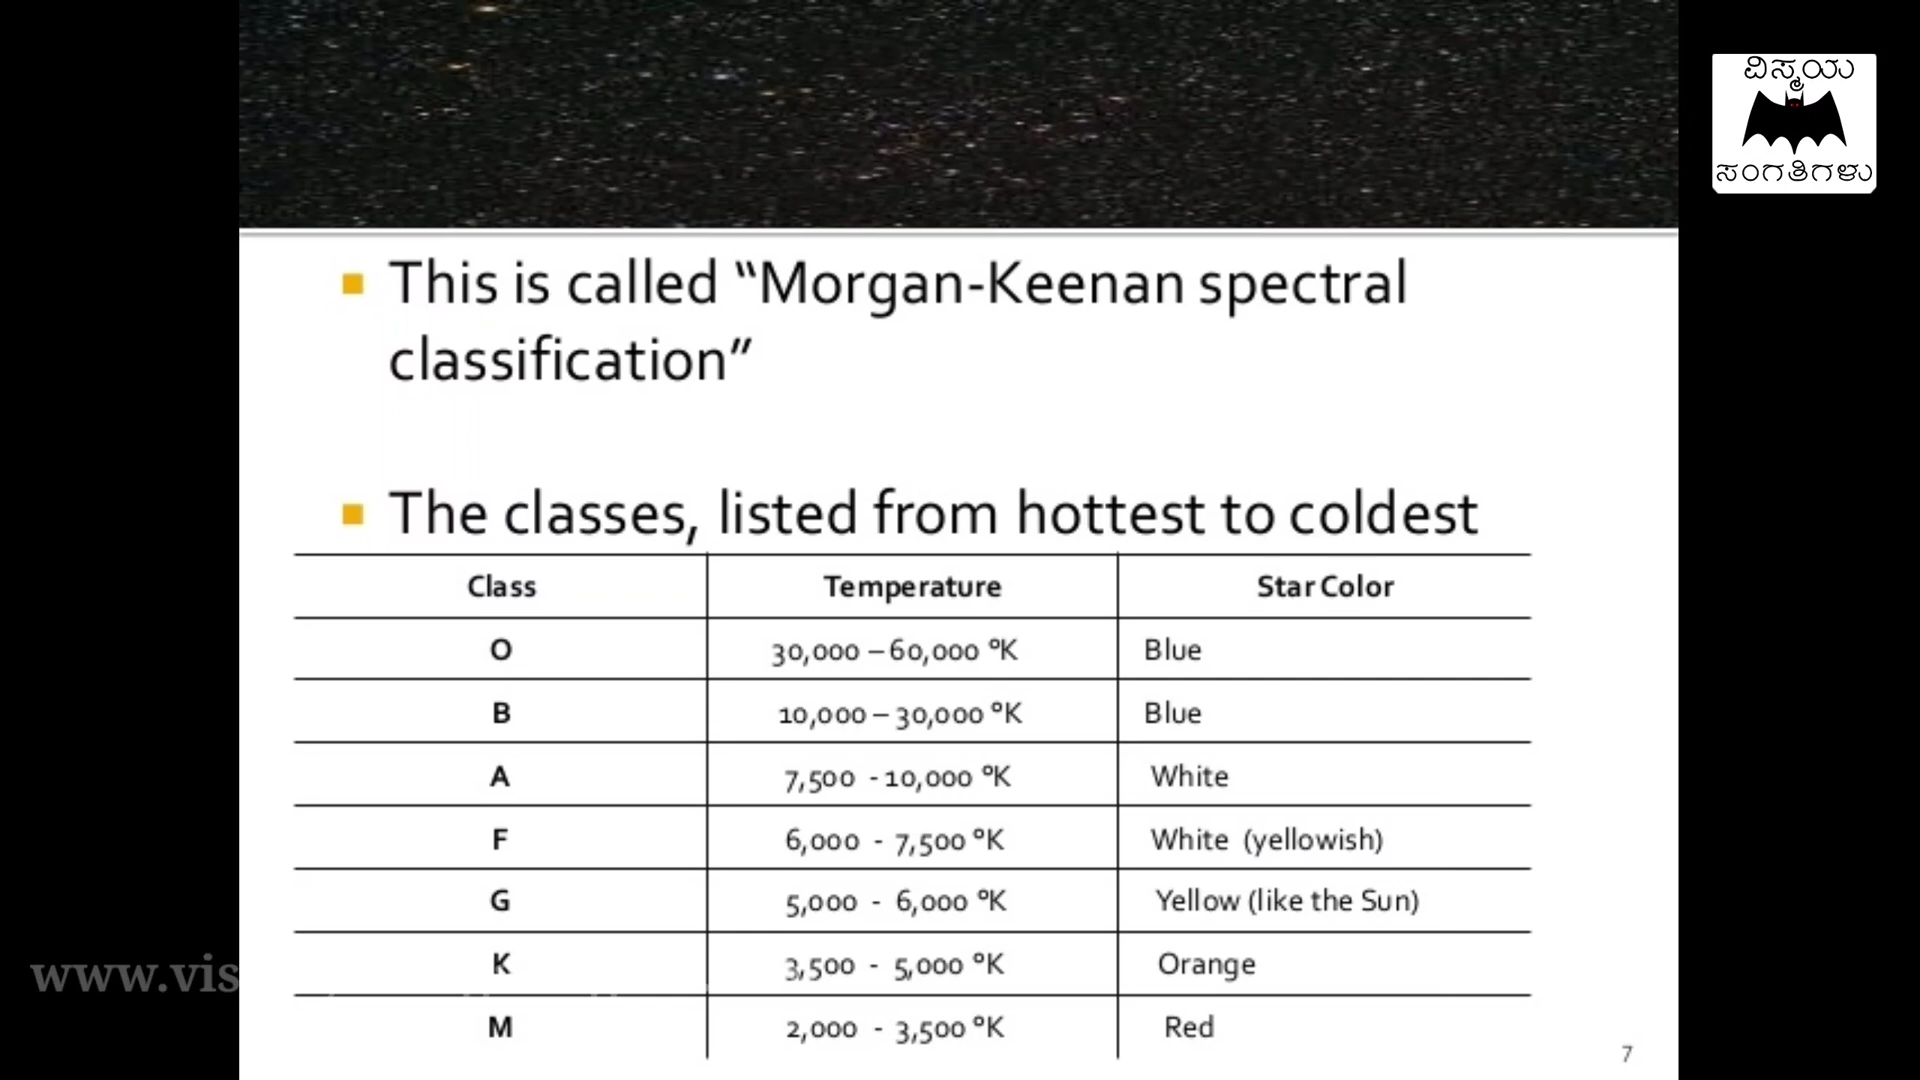 ವಿಸ್ಮಯ
ಸಂಗತಿಗಳು
This is called “Morgan-Keenan spectral
classification”
The classes, listed from hottest to coldest
Class Temperature Star Color
O 30,000 – 60,000 °K Blue
B 10,000 – 30,000 °K Blue
A 7,500 - 10,000 °K White
F 6,000 - 7,500 °K White (yellowish)
G 5,000 - 6,000 °K Yellow (like the Sun)
K 3,500 - 5,000 °K Orange
M 2,000 - 3,500 °K Red
www.vis
7